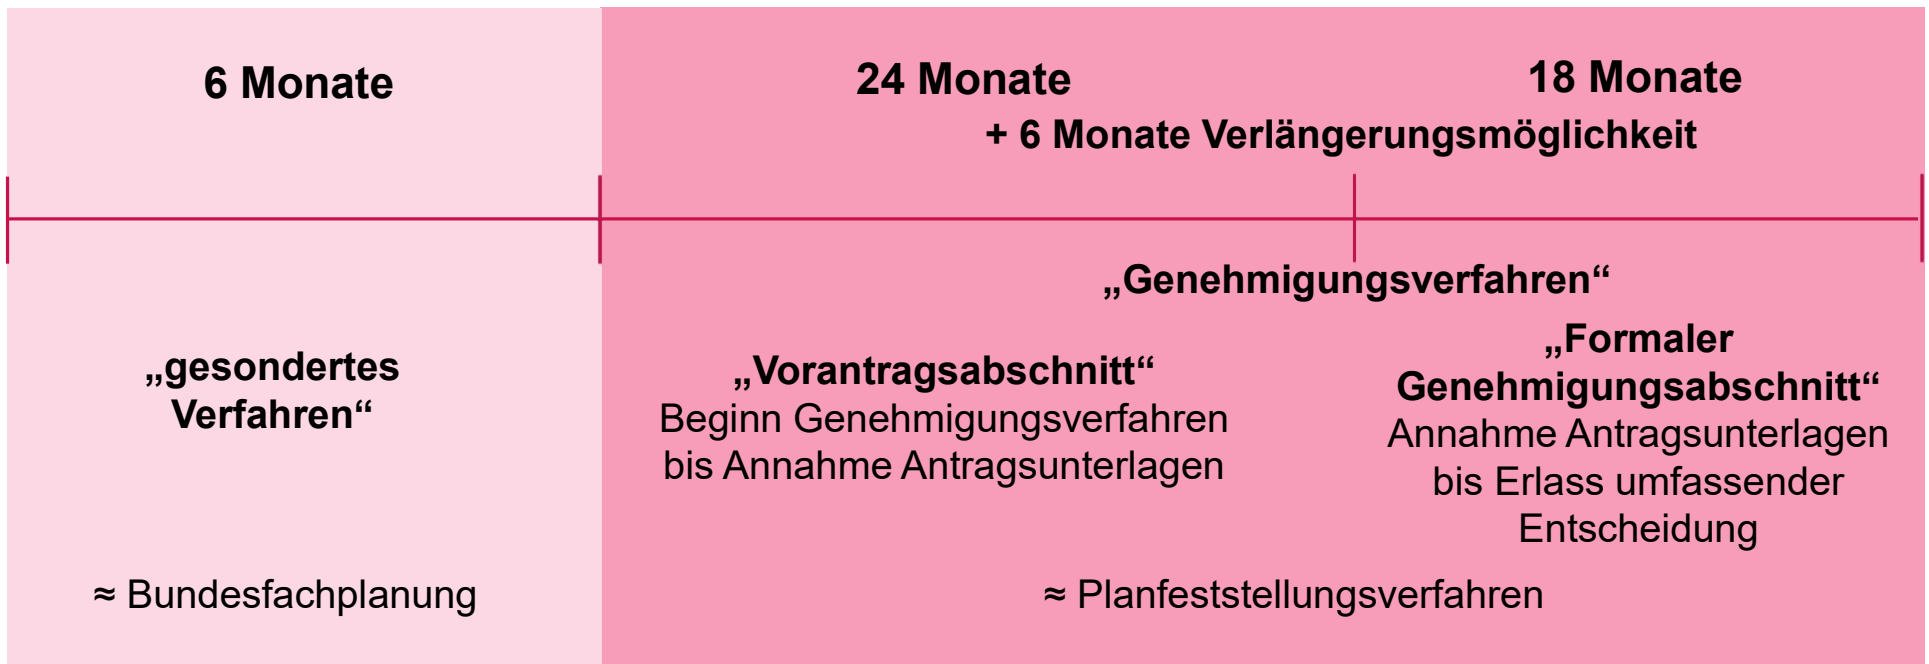 6 Monate
24 Monate
18 Monate
+ 6 Monate Verlängerungsmöglichkeit
„Genehmigungsverfahren“
„gesondertes
Verfahren“
„Vorantragsabschnitt“
Beginn Genehmigungsverfahren
bis Annahme Antragsunterlagen
„Formaler
Genehmigungsabschnitt“
Annahme Antragsunterlagen
bis Erlass umfassender
Entscheidung
≈ Bundesfachplanung
≈ Planfeststellungsverfahren